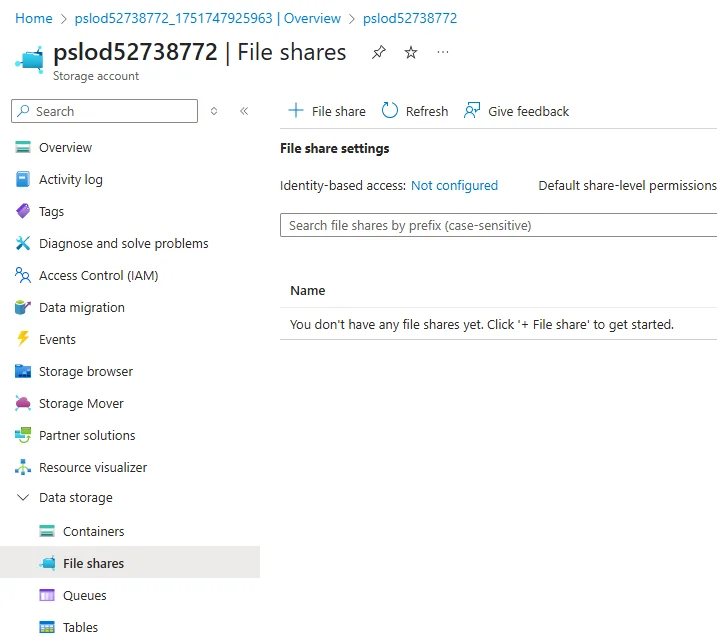 Home > pslod52738772_1751747925963 | Overview > pslod52738772
pslod52738772 | File shares
Storage account
Search
+ File share Refresh Give feedback
File share settings
Identity-based access: Not configured Default share-level permissions
Search file shares by prefix (case-sensitive)
Name
You don't have any file shares yet. Click '+ File share' to get started.
Overview
Activity log
Tags
Diagnose and solve problems
Access Control (IAM)
Data migration
Events
Storage browser
Storage Mover
Partner solutions
Resource visualizer
Data storage
Containers
File shares
Queues
Tables